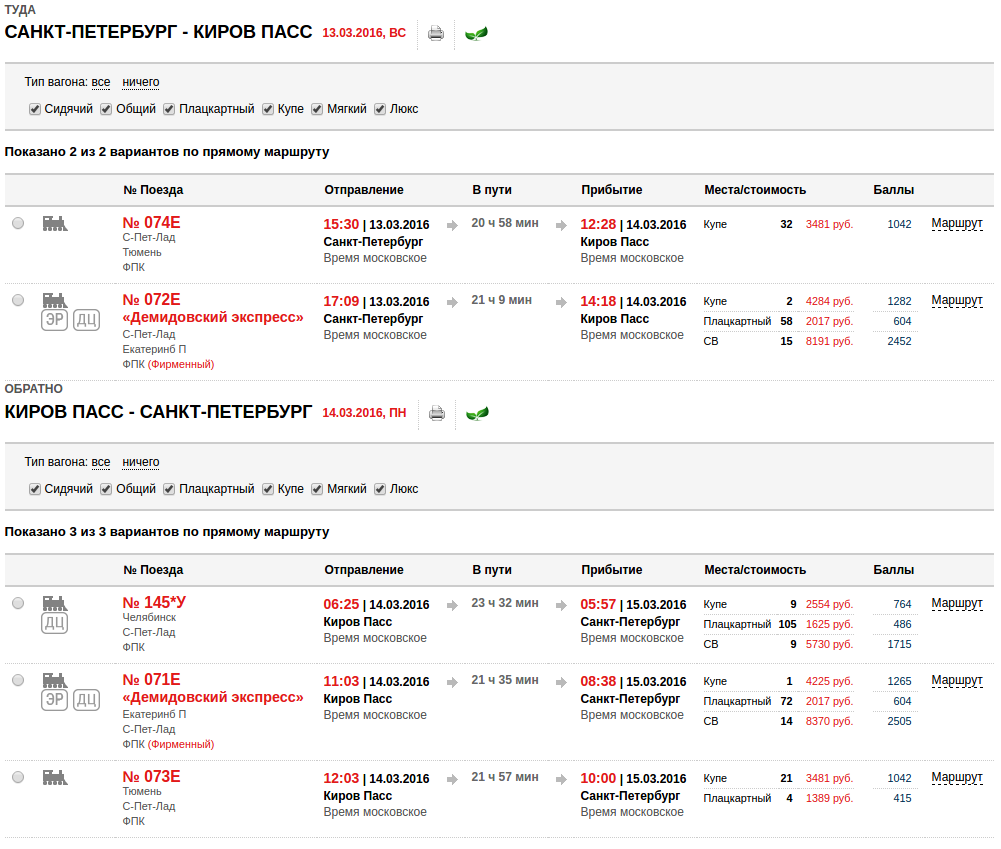 ТУДА
САНКТ-ПЕТЕРБУРГ - КИРОВ ПАСС 13.03.2016, ВС
Тип вагона: все ничего
Сидячий Общий Плацкартный Купе Мягкий Люкс
Показано 2 из 2 вариантов по прямому маршруту
№ Поезда Отправление В пути Прибытие Места/стоимость Баллы
№ 074Е 15:30 | 13.03.2016 20 ч 58 мин 12:28 | 14.03.2016 Купе 32 3481 руб. 1042 Маршрут
С-Пет-Лад Санкт-Петербург Киров Пасс
Тюмень Время московское Время московское
ФПК
№ 072Е 17:09 | 13.03.2016 21 ч 9 мин 14:18 | 14.03.2016 Купе 2 4284 руб. 1282 Маршрут
ЭР ДЦ «Демидовский экспресс» Санкт-Петербург Киров Пасс Плацкартный 58 2017 руб. 604
С-Пет-Лад Время московское Время московское СВ 15 8191 руб. 2452
Екатеринб П
ФПК (Фирменный)
ОБРАТНО
КИРОВ ПАСС - САНКТ-ПЕТЕРБУРГ 14.03.2016, ПН
Тип вагона: все ничего
Сидячий Общий Плацкартный Купе Мягкий Люкс
Показано 3 из 3 вариантов по прямому маршруту
№ Поезда Отправление В пути Прибытие Места/стоимость Баллы
№ 145*У 06:25 | 14.03.2016 23 ч 32 мин 05:57 | 15.03.2016 Купе 9 2554 руб. 764 Маршрут
ДЦ Челябинск Киров Пасс Санкт-Петербург Плацкартный 105 1625 руб. 486
С-Пет-Лад Время московское Время московское СВ 9 5730 руб. 1715
ФПК
№ 071Е 11:03 | 14.03.2016 21 ч 35 мин 08:38 | 15.03.2016 Купе 1 4225 руб. 1265 Маршрут
ЭР ДЦ «Демидовский экспресс» Киров Пасс Санкт-Петербург Плацкартный 72 2017 руб. 604
Екатеринб П Время московское Время московское СВ 14 8370 руб. 2505
С-Пет-Лад
ФПК (Фирменный)
№ 073Е 12:03 | 14.03.2016 21 ч 57 мин 10:00 | 15.03.2016 Купе 21 3481 руб. 1042 Маршрут
Тюмень Киров Пасс Санкт-Петербург Плацкартный 4 1389 руб. 415
С-Пет-Лад Время московское Время московское
ФПК